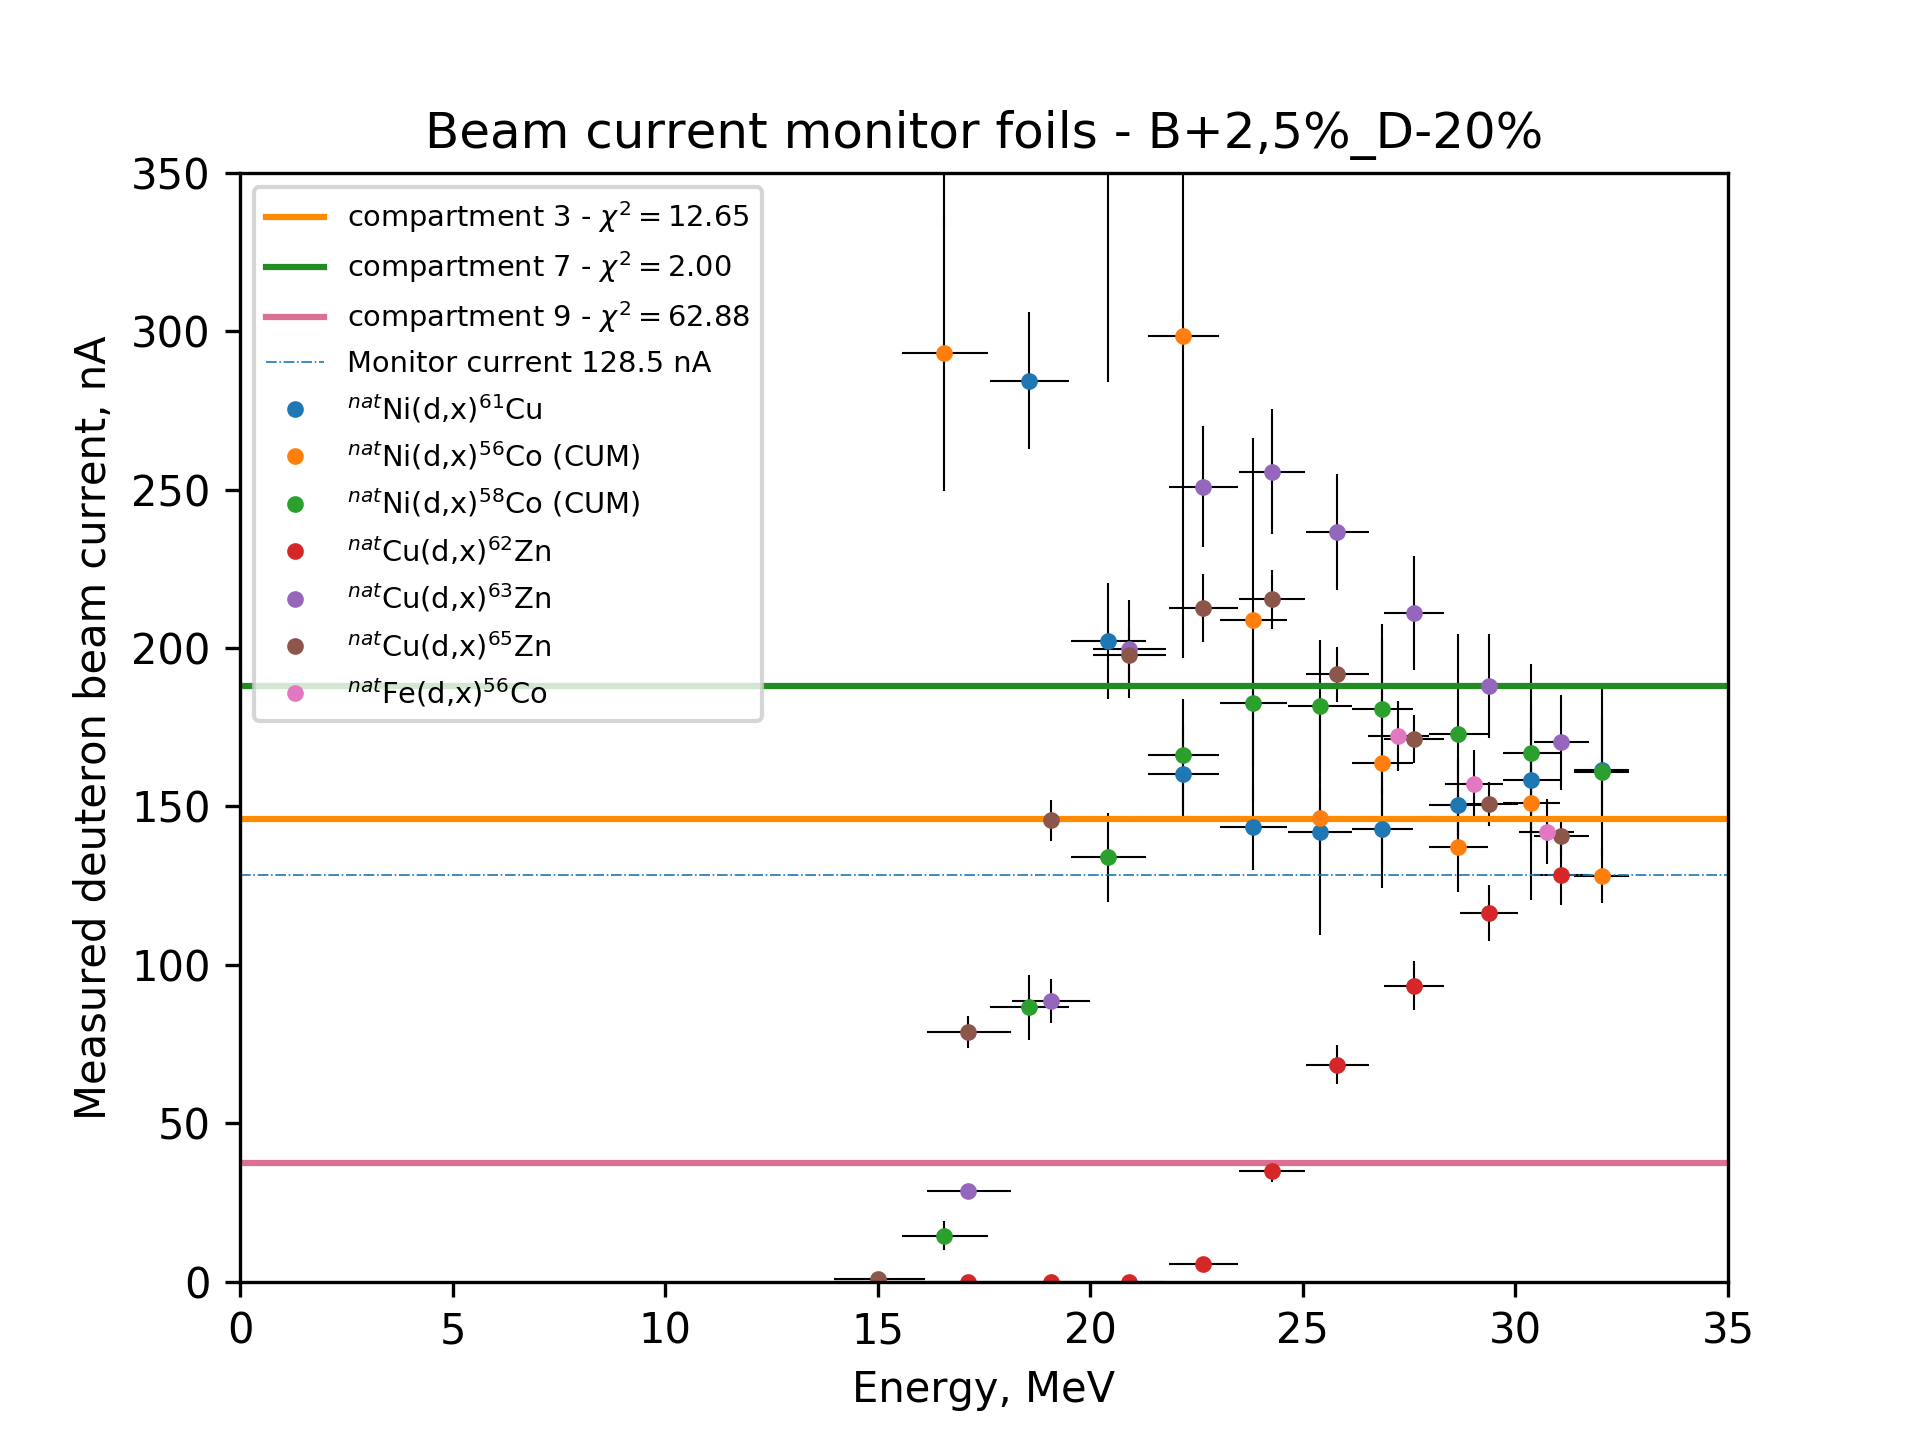 Beam current monitor foils - B+2,5%_D-20%
Measured deuteron beam current, nA
350
300
250
200
150
100
50
0
compartment 3 - χ² = 12.65
compartment 7 - χ² = 2.00
compartment 9 - χ² = 62.88
Monitor current 128.5 nA
ⁿᵃᵗNi(d,x)⁶¹Cu
ⁿᵃᵗNi(d,x)⁵⁶Co (CUM)
ⁿᵃᵗNi(d,x)⁵⁸Co (CUM)
ⁿᵃᵗCu(d,x)⁶²Zn
ⁿᵃᵗCu(d,x)⁶³Zn
ⁿᵃᵗCu(d,x)⁶⁵Zn
ⁿᵃᵗFe(d,x)⁵⁶Co
0 5 10 15 20 25 30 35
Energy, MeV